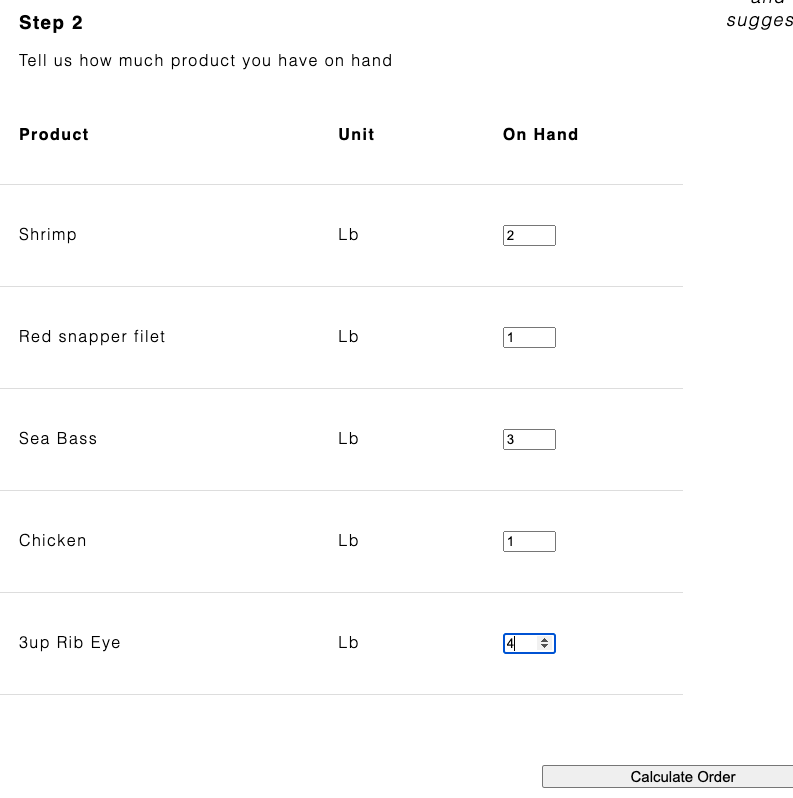 and
Step 2
sugges
Tell us how much product you have on hand
Product Unit On Hand
Shrimp Lb 2
Red snapper filet Lb 1
Sea Bass Lb 3
Chicken Lb 1
3up Rib Eye Lb 4
Calculate Order